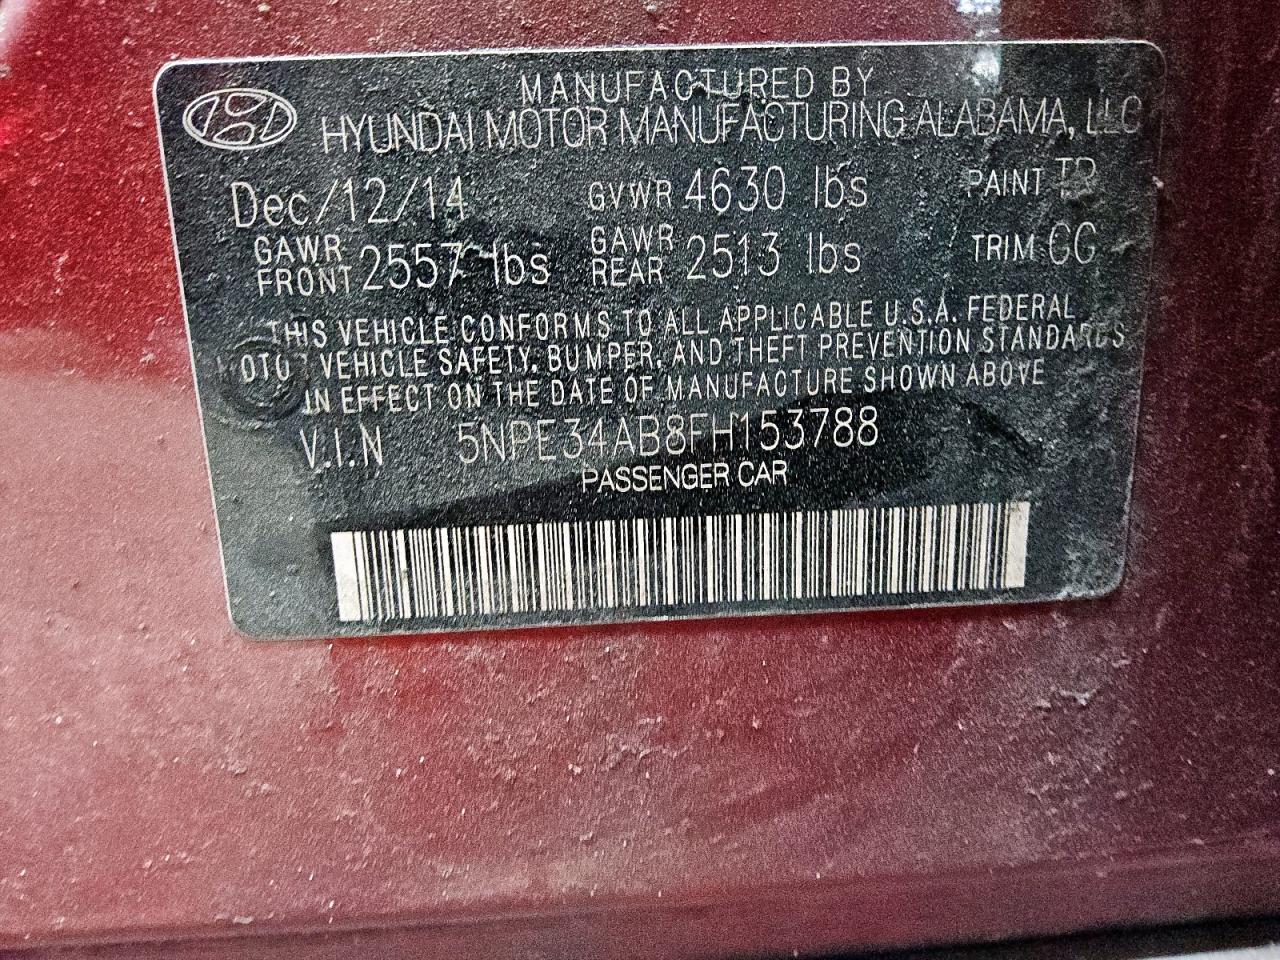 MANUFACTURED BY
HYUNDAI MOTOR MANUFACTURING ALABAMA, LLC
Dec/12/14 GVWR 4630 lbs PAINT
GAWR FRONT 2557 lbs GAWR REAR 2513 lbs TRIM GG
THIS VEHICLE CONFORMS TO ALL APPLICABLE U.S.A. FEDERAL
MOTOR VEHICLE SAFETY, BUMPER, AND THEFT PREVENTION STANDARDS
IN EFFECT ON THE DATE OF MANUFACTURE SHOWN ABOVE
V.I.N 5NPE34AB8FH153788
PASSENGER CAR